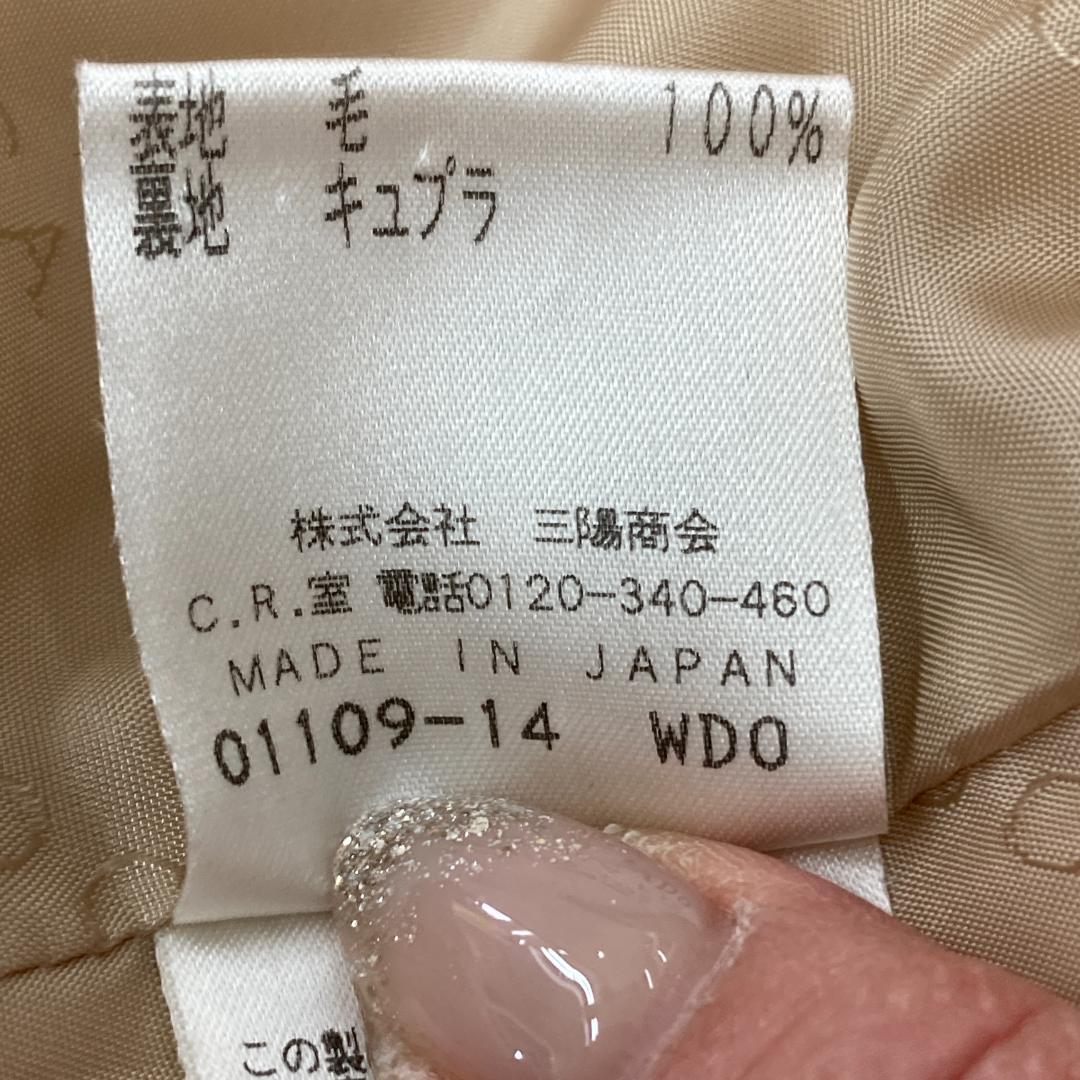 表地 毛 100%
裏地 キュプラ
株式会社 三陽商会
C.R.室 電話0120-340-460
MADE IN JAPAN
01109-14 WDO
この製